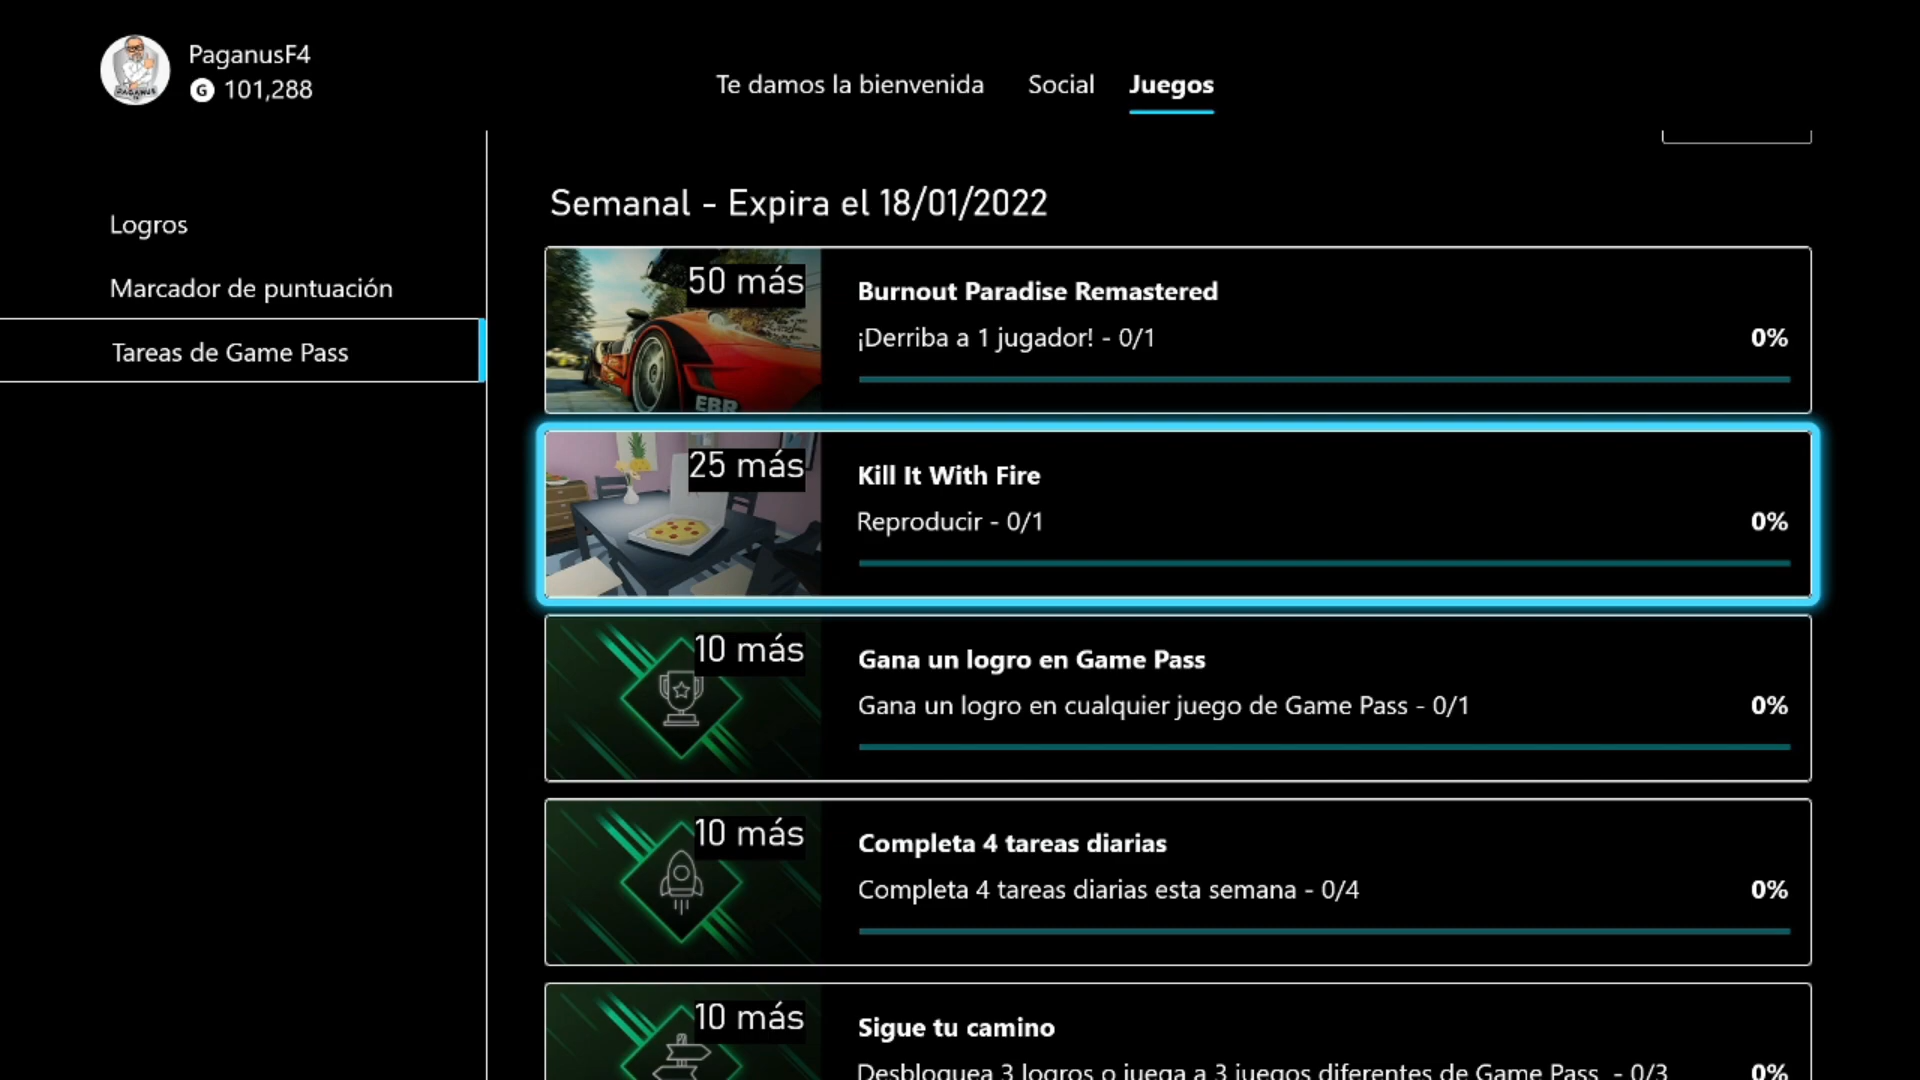 PaganusF4
G 101,288
Te damos la bienvenida
Social
Juegos
Logros
Marcador de puntuación
Tareas de Game Pass
Semanal - Expira el 18/01/2022
50 más
EBR
Burnout Paradise Remastered
¡Derriba a 1 jugador! - 0/1
0%
25 más
Kill It With Fire
Reproducir - 0/1
0%
10 más
Gana un logro en Game Pass
Gana un logro en cualquier juego de Game Pass - 0/1
0%
10 más
Completa 4 tareas diarias
Completa 4 tareas diarias esta semana - 0/4
0%
10 más
Sigue tu camino
Desbloquea 3 logros o juega a 3 juegos diferentes de Game Pass - 0/3
0%